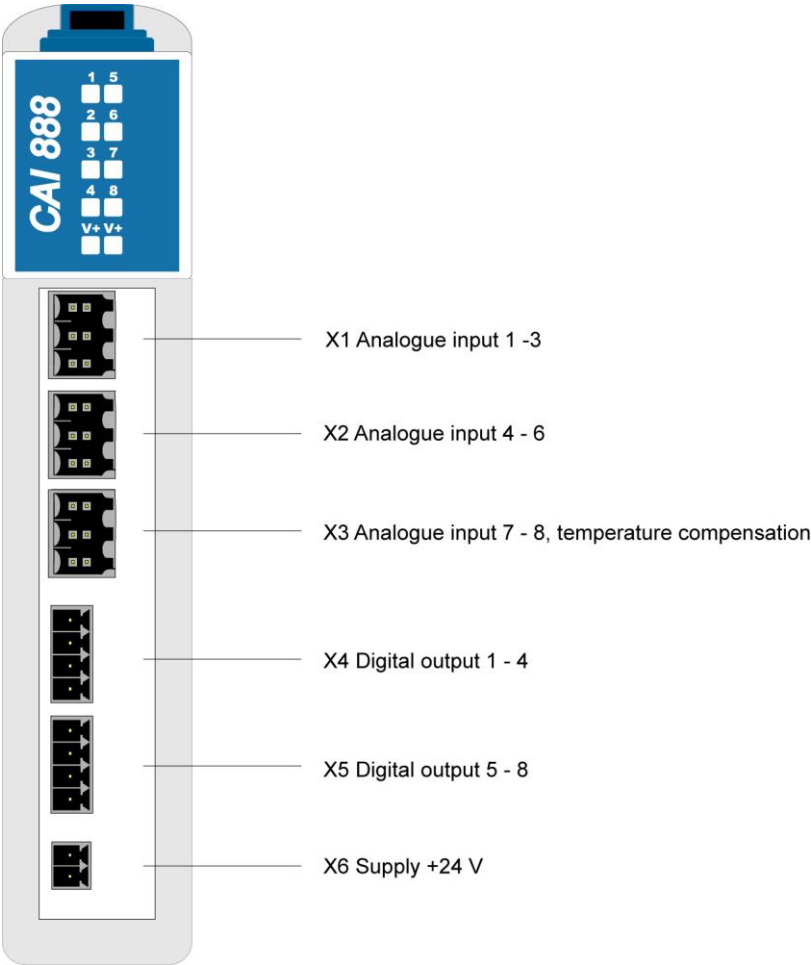 CAI 888
1 5
2 6
3 7
4 8
V+ V+
X1 Analogue input 1 -3
X2 Analogue input 4 - 6
X3 Analogue input 7 - 8, temperature compensation
X4 Digital output 1 - 4
X5 Digital output 5 - 8
X6 Supply +24 V